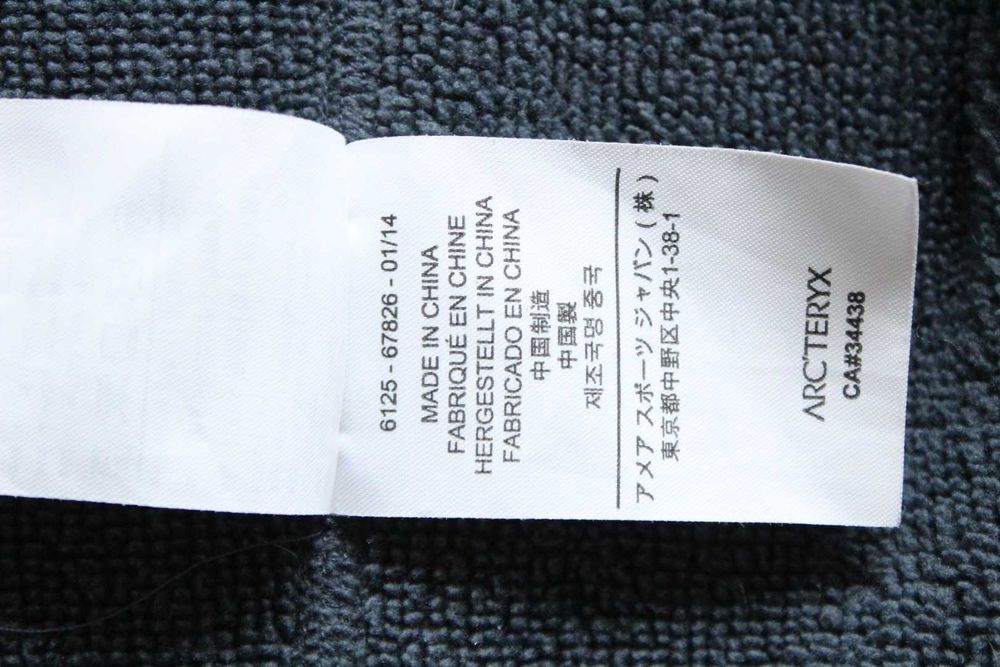 6125 - 67826 - 01/14
MADE IN CHINA
FABRIQUÉ EN CHINE
HERGESTELLT IN CHINA
FABRICADO EN CHINA
中国制造
中国製
제조국명 중국
アメア スポーツ ジャパン (株)
東京都中野区中央1-38-1
ARC'TERYX
CA#34438